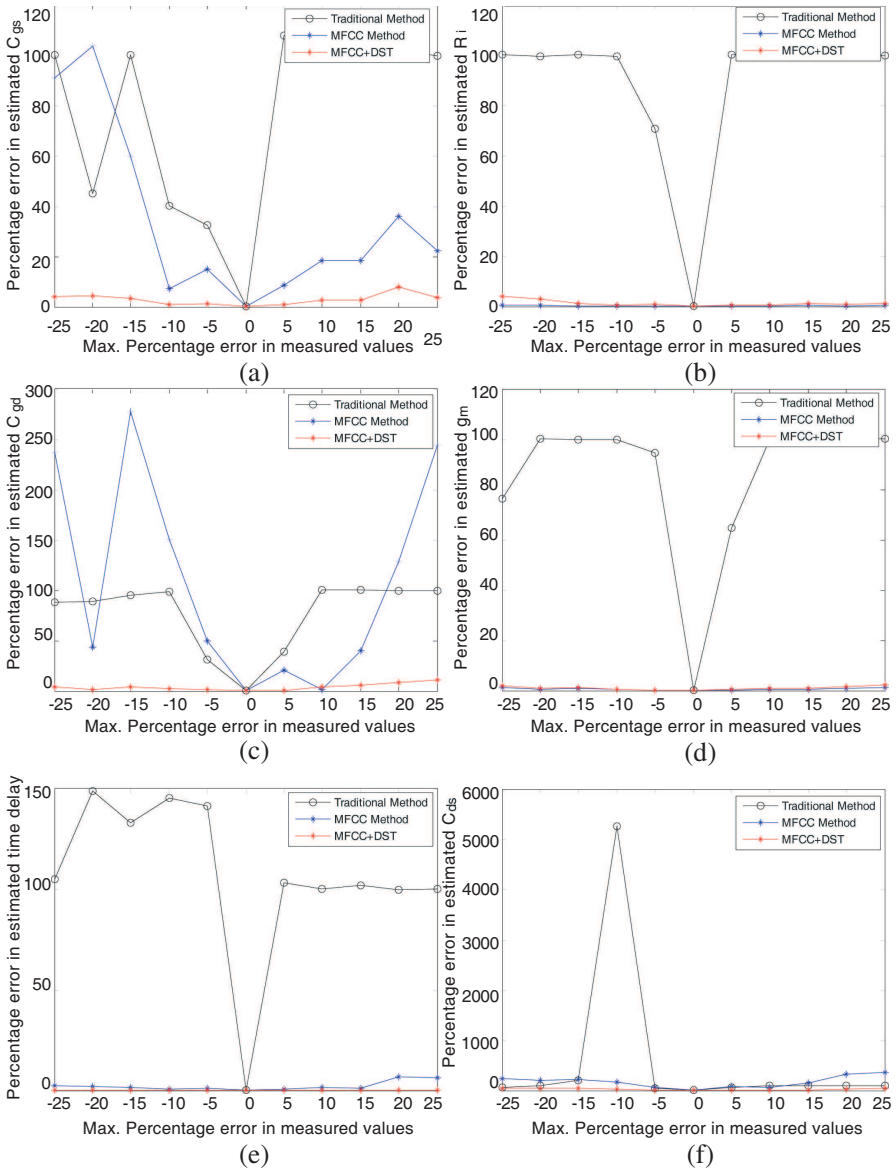 120
100
80
60
40
20
0
Percentage error in estimated Cgs
Traditional Method
MFCC Method
MFCC+DST
-25 -20 -15 -10 -5 0 5 10 15 20 25
Max. Percentage error in measured values
(a)
120
100
80
60
40
20
0
Percentage error in estimated Ri
Traditional Method
MFCC Method
MFCC+DST
-25 -20 -15 -10 -5 0 5 10 15 20 25
Max. Percentage error in measured values
(b)
300
250
200
150
100
50
0
Percentage error in estimated Cgd
Traditional Method
MFCC Method
MFCC+DST
-25 -20 -15 -10 -5 0 5 10 15 20 25
Max. Percentage error in measured values
(c)
120
100
80
60
40
20
0
Percentage error in estimated gm
Traditional Method
MFCC Method
MFCC+DST
-25 -20 -15 -10 -5 0 5 10 15 20 25
Max. Percentage error in measured values
(d)
150
100
50
0
Percentage error in estimated time delay
Traditional Method
MFCC Method
MFCC+DST
-25 -20 -15 -10 -5 0 5 10 15 20 25
Max. Percentage error in measured values
(e)
6000
5000
4000
3000
2000
1000
0
Percentage error in estimated Cds
Traditional Method
MFCC Method
MFCC+DST
-25 -20 -15 -10 -5 0 5 10 15 20 25
Max. Percentage error in measured values
(f)